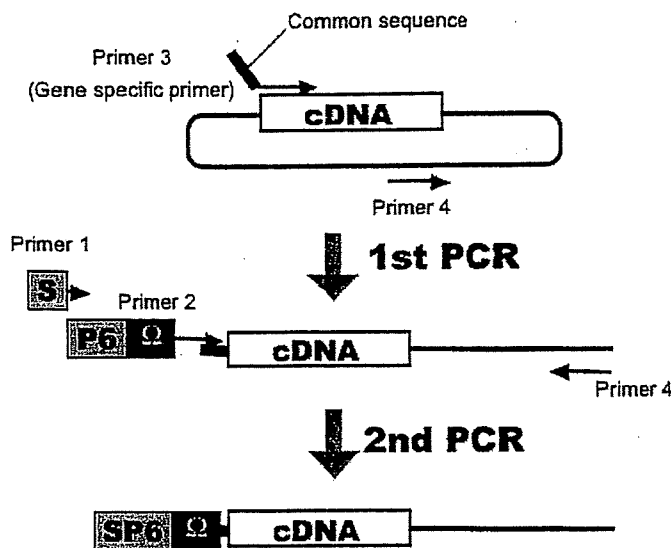 Common sequence
Primer 3
(Gene specific primer)
cDNA
Primer 4
1st PCR
Primer 1
S
Primer 2
P6 Ω
cDNA
Primer 4
2nd PCR
SP6 Ω
cDNA